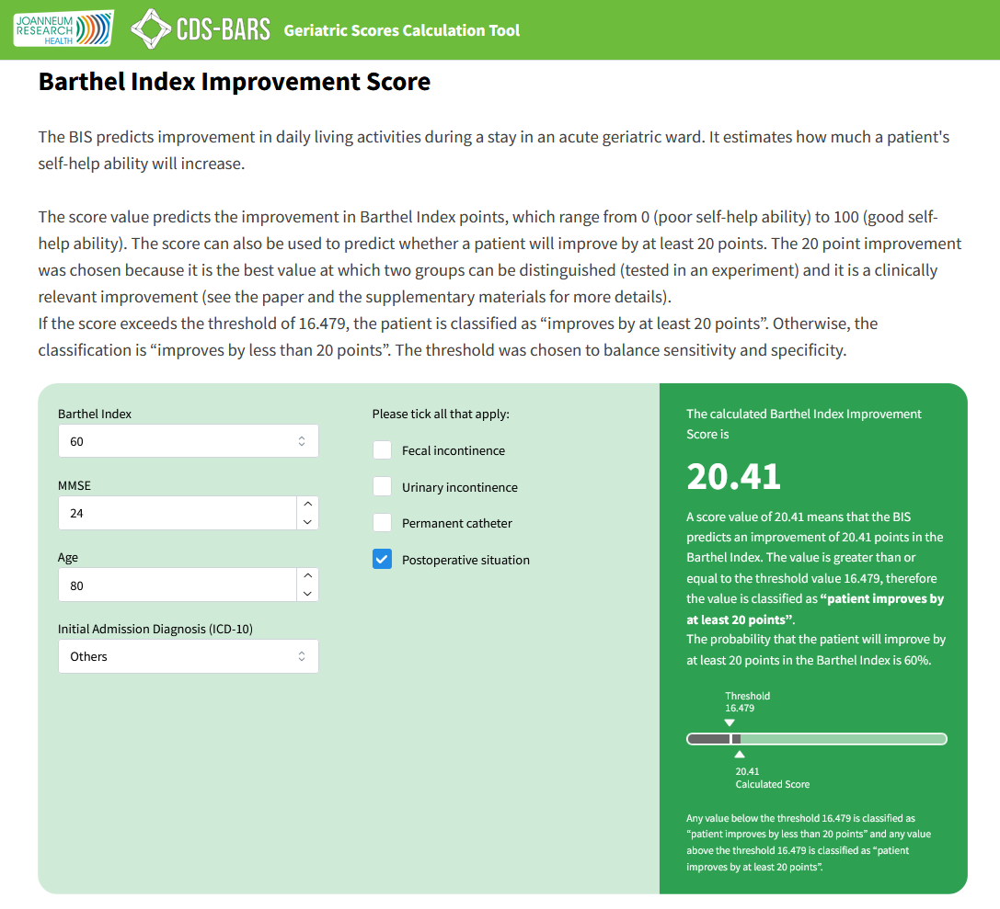 JOANNEUM
RESEARCH
HEALTH
CDS-BARS
Geriatric Scores Calculation Tool
Barthel Index Improvement Score
The BIS predicts improvement in daily living activities during a stay in an acute geriatric ward. It estimates how much a patient's
self-help ability will increase.
The score value predicts the improvement in Barthel Index points, which range from 0 (poor self-help ability) to 100 (good self-
help ability). The score can also be used to predict whether a patient will improve by at least 20 points. The 20 point improvement
was chosen because it is the best value at which two groups can be distinguished (tested in an experiment) and it is a clinically
relevant improvement (see the paper and the supplementary materials for more details).
If the score exceeds the threshold of 16.479, the patient is classified as “improves by at least 20 points”. Otherwise, the
classification is “improves by less than 20 points”. The threshold was chosen to balance sensitivity and specificity.
Barthel Index
60
MMSE
24
Age
80
Initial Admission Diagnosis (ICD-10)
Others
Please tick all that apply:
Fecal incontinence
Urinary incontinence
Permanent catheter
Postoperative situation
The calculated Barthel Index Improvement
Score is
20.41
A score value of 20.41 means that the BIS
predicts an improvement of 20.41 points in the
Barthel Index. The value is greater than or
equal to the threshold value 16.479, therefore
the value is classified as “patient improves by
at least 20 points”.
The probability that the patient will improve by
at least 20 points in the Barthel Index is 60%.
Threshold
16.479
20.41
Calculated Score
Any value below the threshold 16.479 is classified as
“patient improves by less than 20 points” and any value
above the threshold 16.479 is classified as “patient
improves by at least 20 points”.